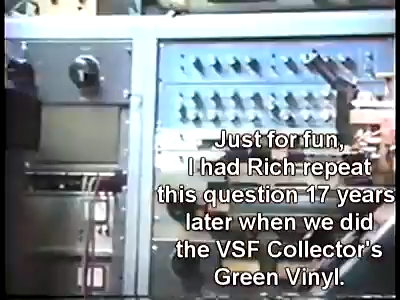 Just for fun,
I had Rich repeat
this question 17 years
later when we did
the VSF Collector's
Green Vinyl.